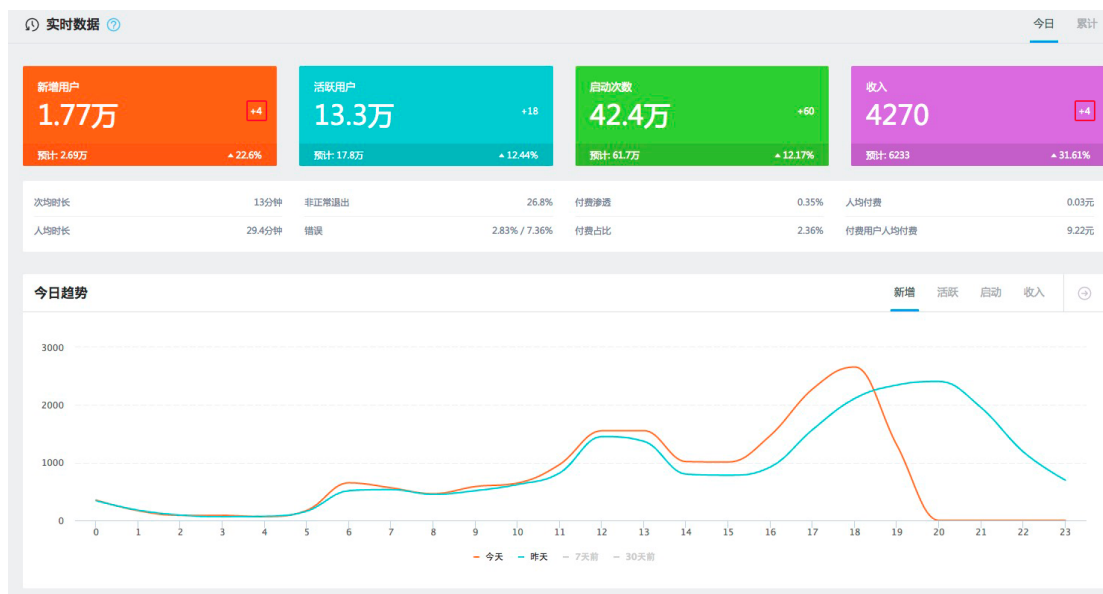 实时数据 ?
今日 累计
新增用户
1.77万 +4
预计: 2.69万 22.6%
活跃用户
13.3万 +18
预计: 17.8万 12.44%
启动次数
42.4万 +60
预计: 61.7万 12.17%
收入
4270 +4
预计: 6233 31.61%
次均时长 13分钟 非正常退出 26.8% 付费渗透 0.35% 人均付费 0.03元
人均时长 29.4分钟 错误 2.83% / 7.36% 付费占比 2.36% 付费用户人均付费 9.22元
今日趋势 新增 活跃 启动 收入
3000
2000
1000
0
0 1 2 3 4 5 6 7 8 9 10 11 12 13 14 15 16 17 18 19 20 21 22 23
今天 昨天 7天前 30天前